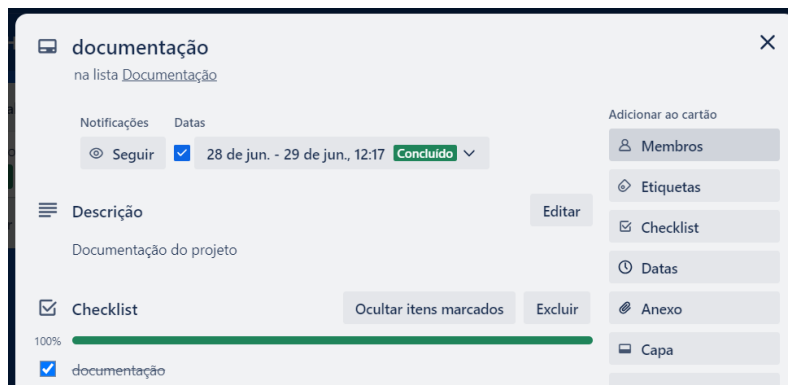 documentação
na lista Documentação
Notificações Datas
Seguir 28 de jun. - 29 de jun., 12:17 Concluído
Descrição Editar
Documentação do projeto
Checklist Ocultar itens marcados Excluir
100%
documentação
Adicionar ao cartão
Membros
Etiquetas
Checklist
Datas
Anexo
Capa